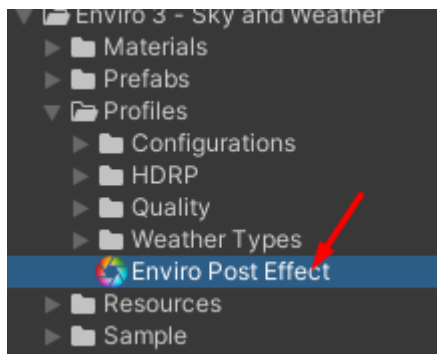 Enviro 3 - Sky and Weather
Materials
Prefabs
Profiles
Configurations
HDRP
Quality
Weather Types
Enviro Post Effect
Resources
Sample